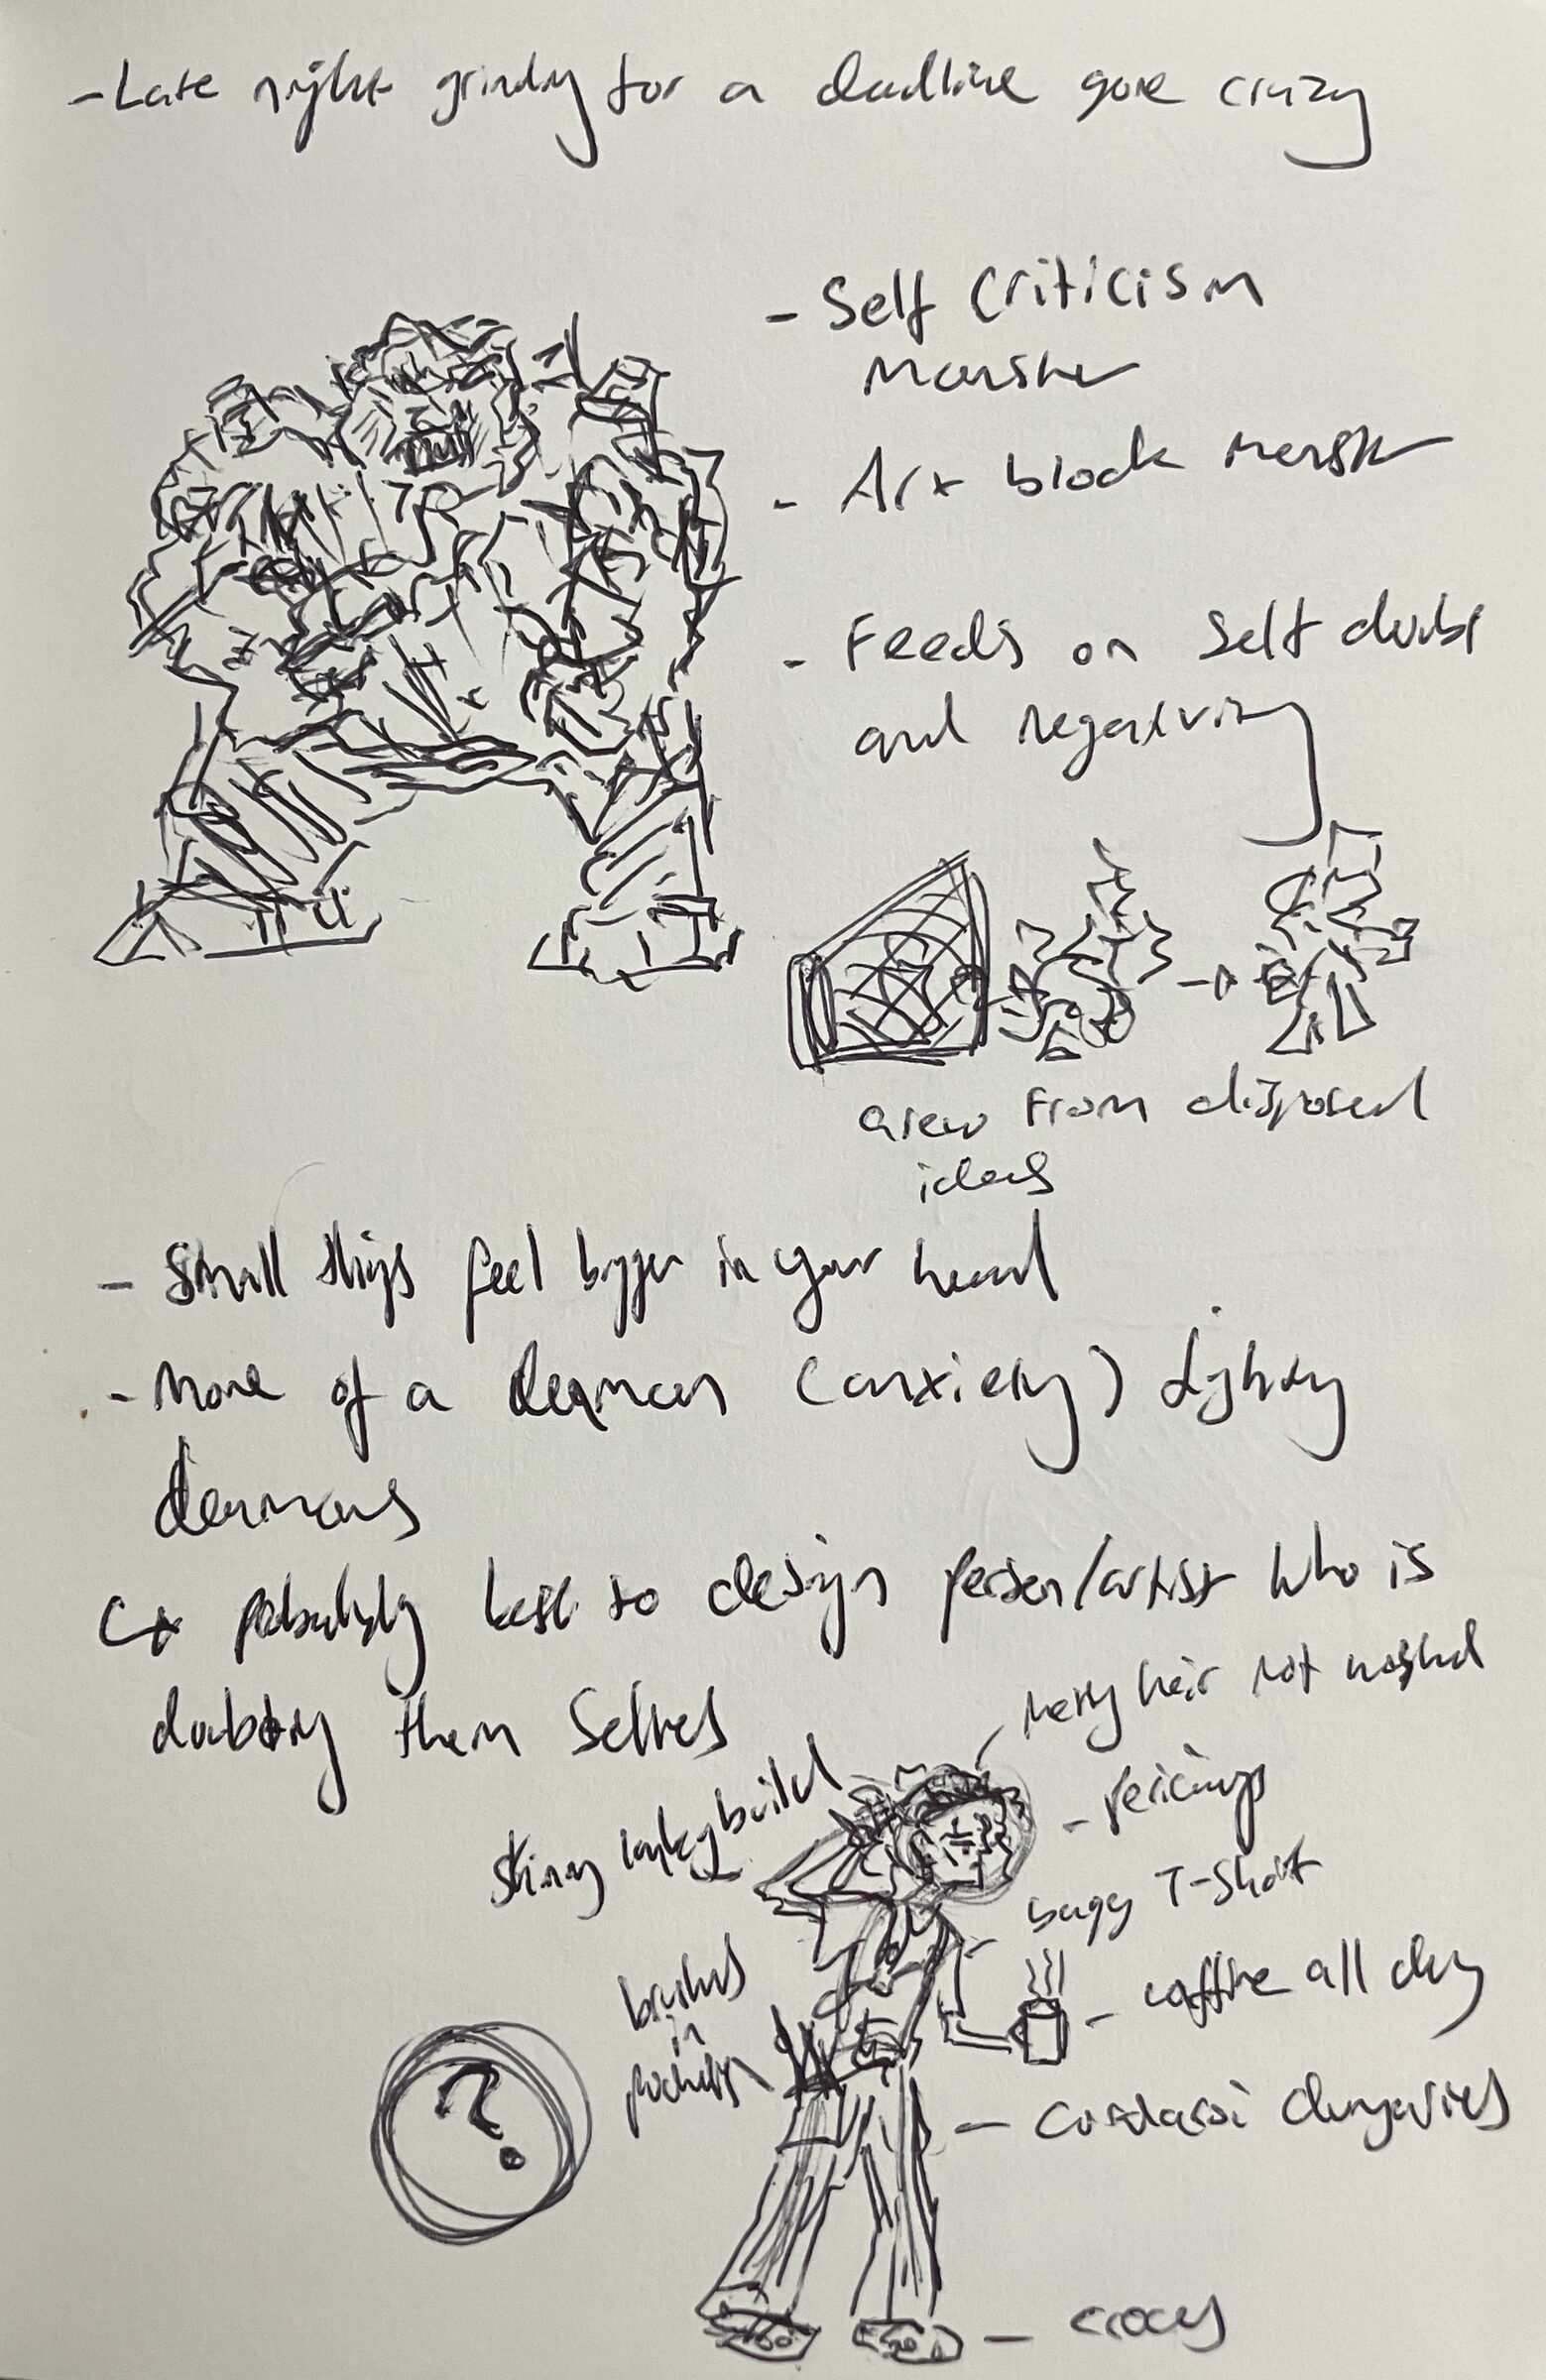 - Late night grinding for a deadline gone crazy
- Self Criticism
monster
- Art block monster
- Feeds on self doubt
and negativity
Grew from disposed
ideas
- Small things feel bigger in your head
- More of a demon (anxiety) fighting
demons
probably best to design person/artist who is
doubting them selves
messy hair not washed
skinny lanky build
- piercings
baggy T-Shirt
brushes
in
pockets
- caffine all day
?
- dungaries
- crocs